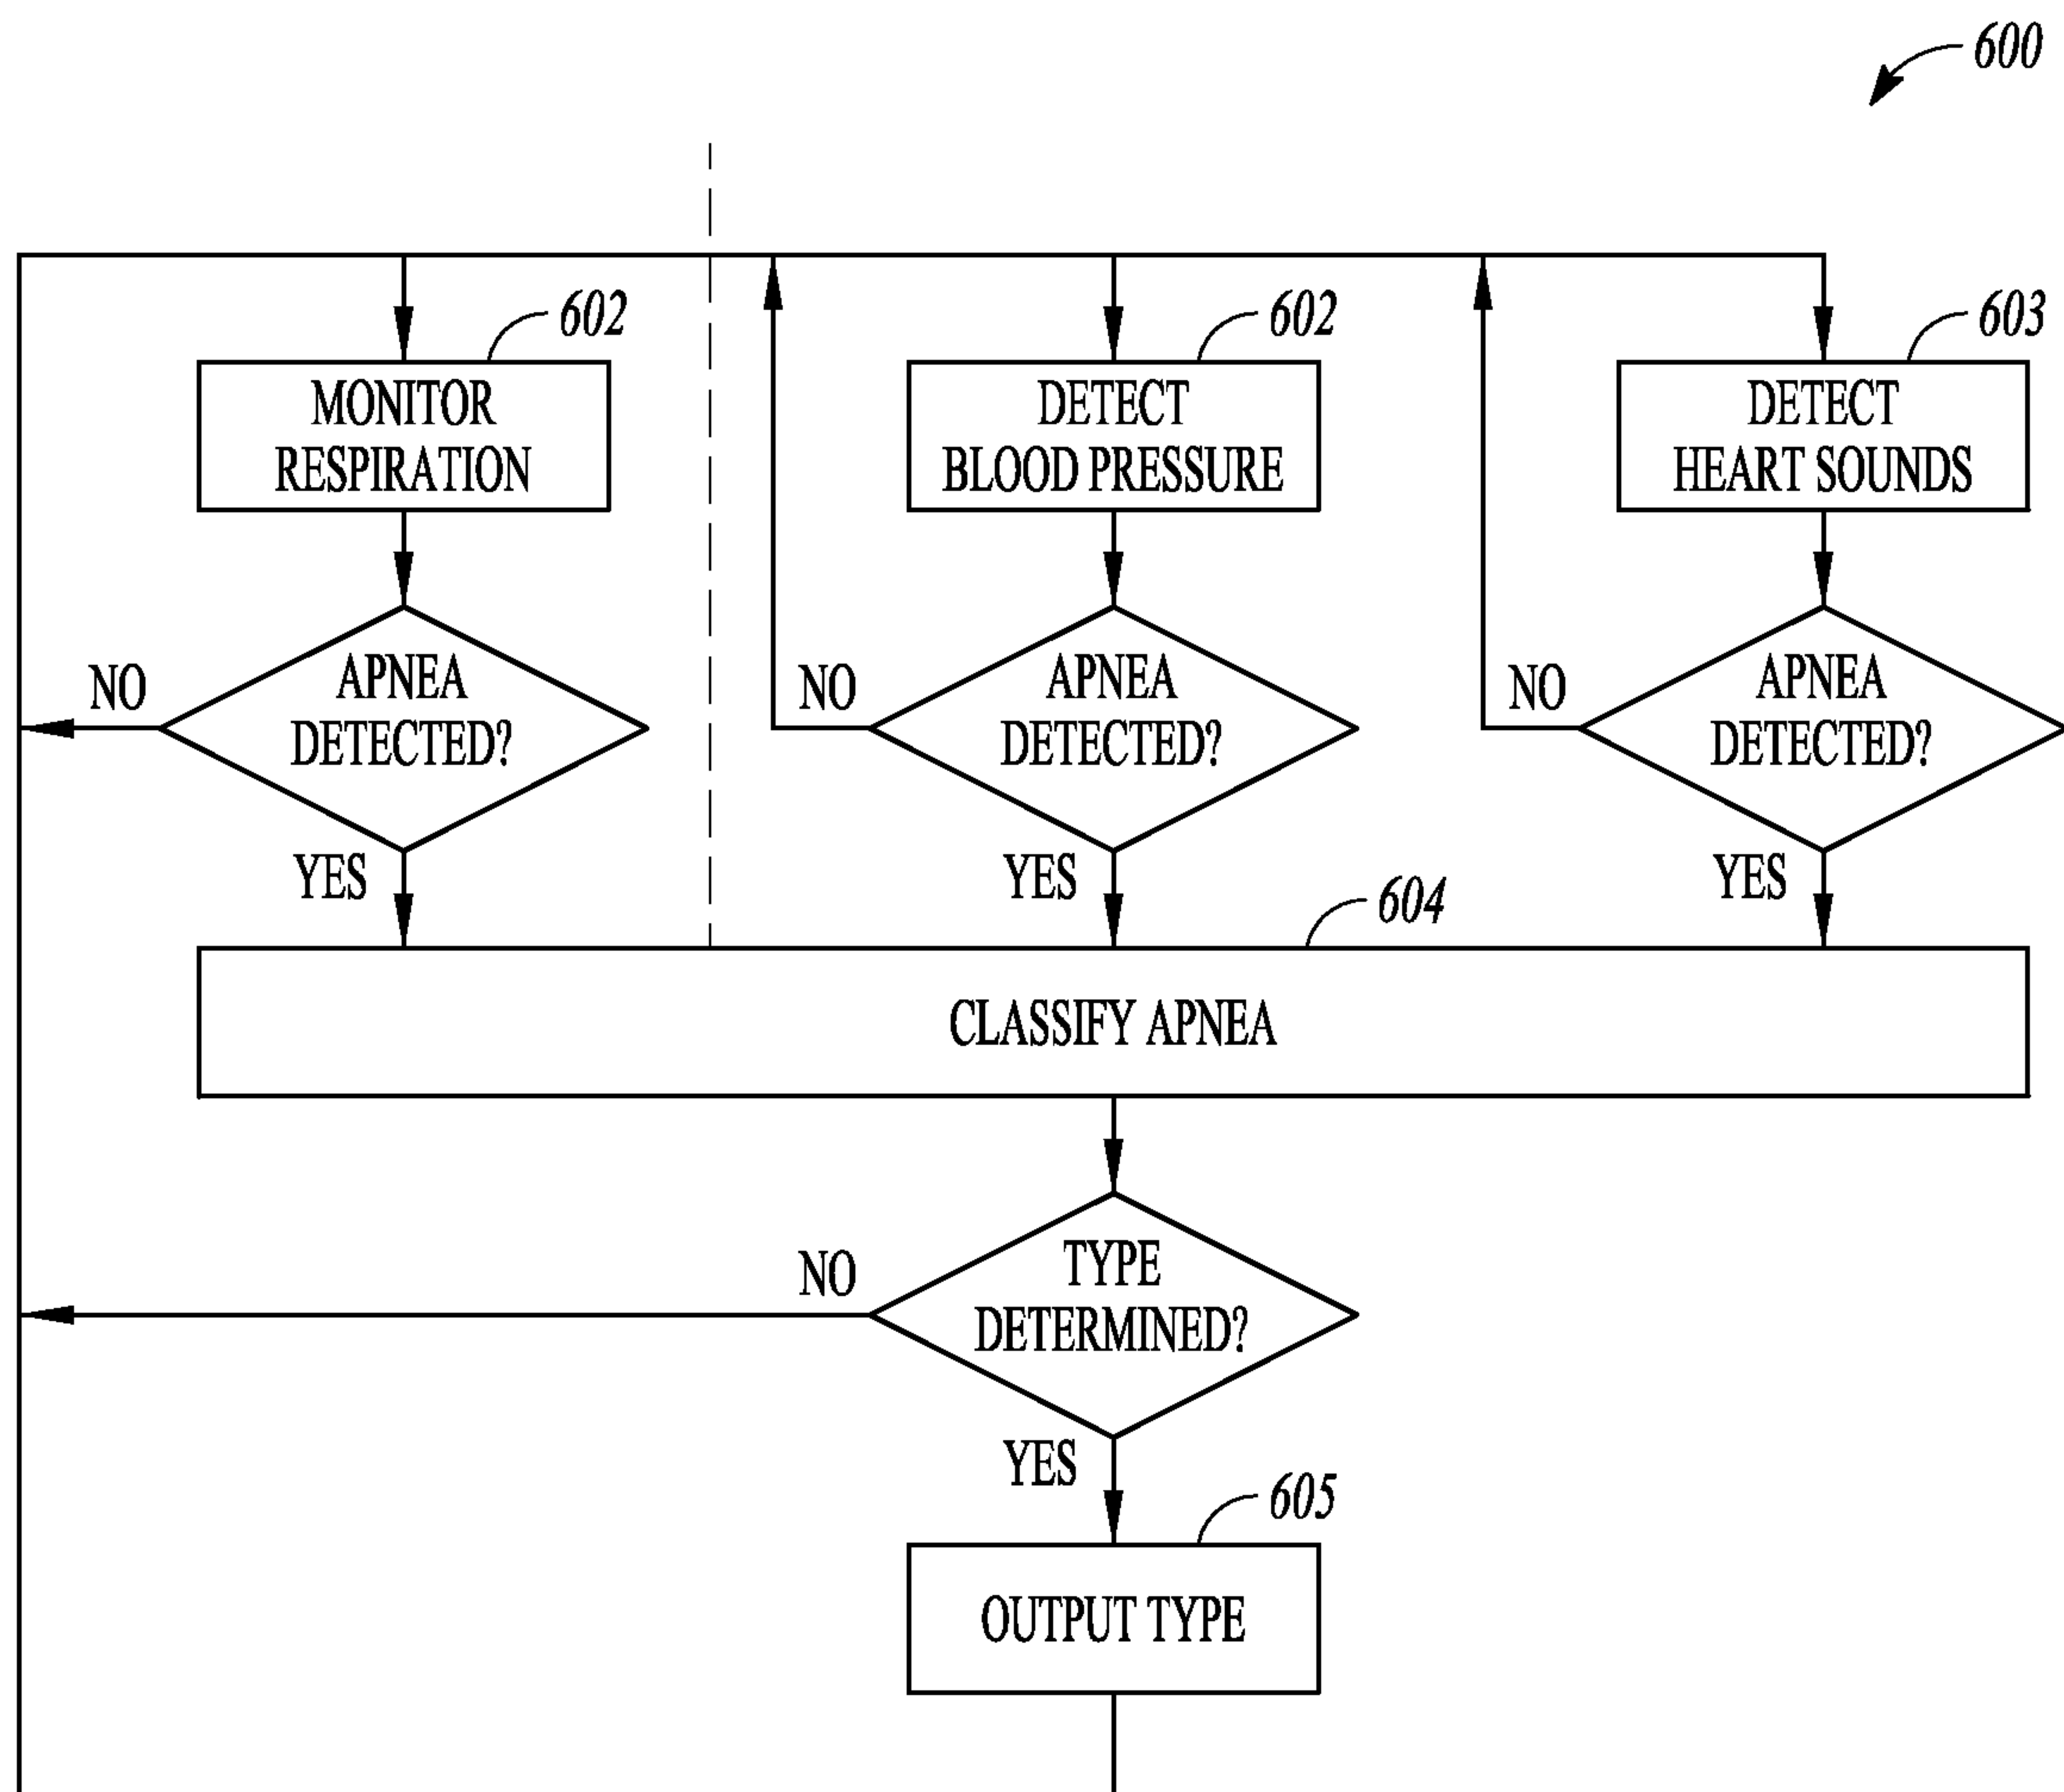 600
602
MONITOR
RESPIRATION
602
DETECT
BLOOD PRESSURE
603
DETECT
HEART SOUNDS
NO
APNEA
DETECTED?
YES
NO
APNEA
DETECTED?
YES
NO
APNEA
DETECTED?
YES
604
CLASSIFY APNEA
NO
TYPE
DETERMINED?
YES
605
OUTPUT TYPE